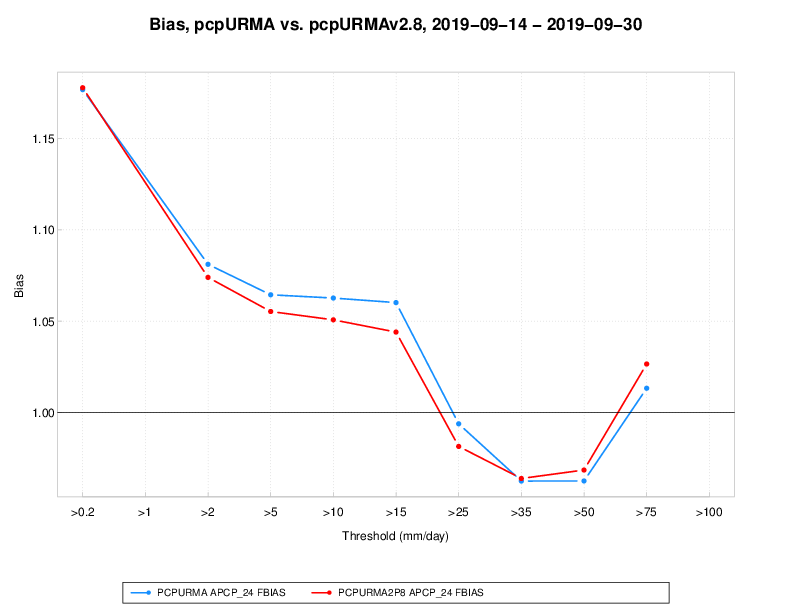 Bias, pcpURMA vs. pcpURMAv2.8, 2019−09−14 − 2019−09−30
Bias
1.15
1.10
1.05
1.00
>0.2 >1 >2 >5 >10 >15 >25 >35 >50 >75 >100
Threshold (mm/day)
PCPURMA APCP_24 FBIAS PCPURMA2P8 APCP_24 FBIAS